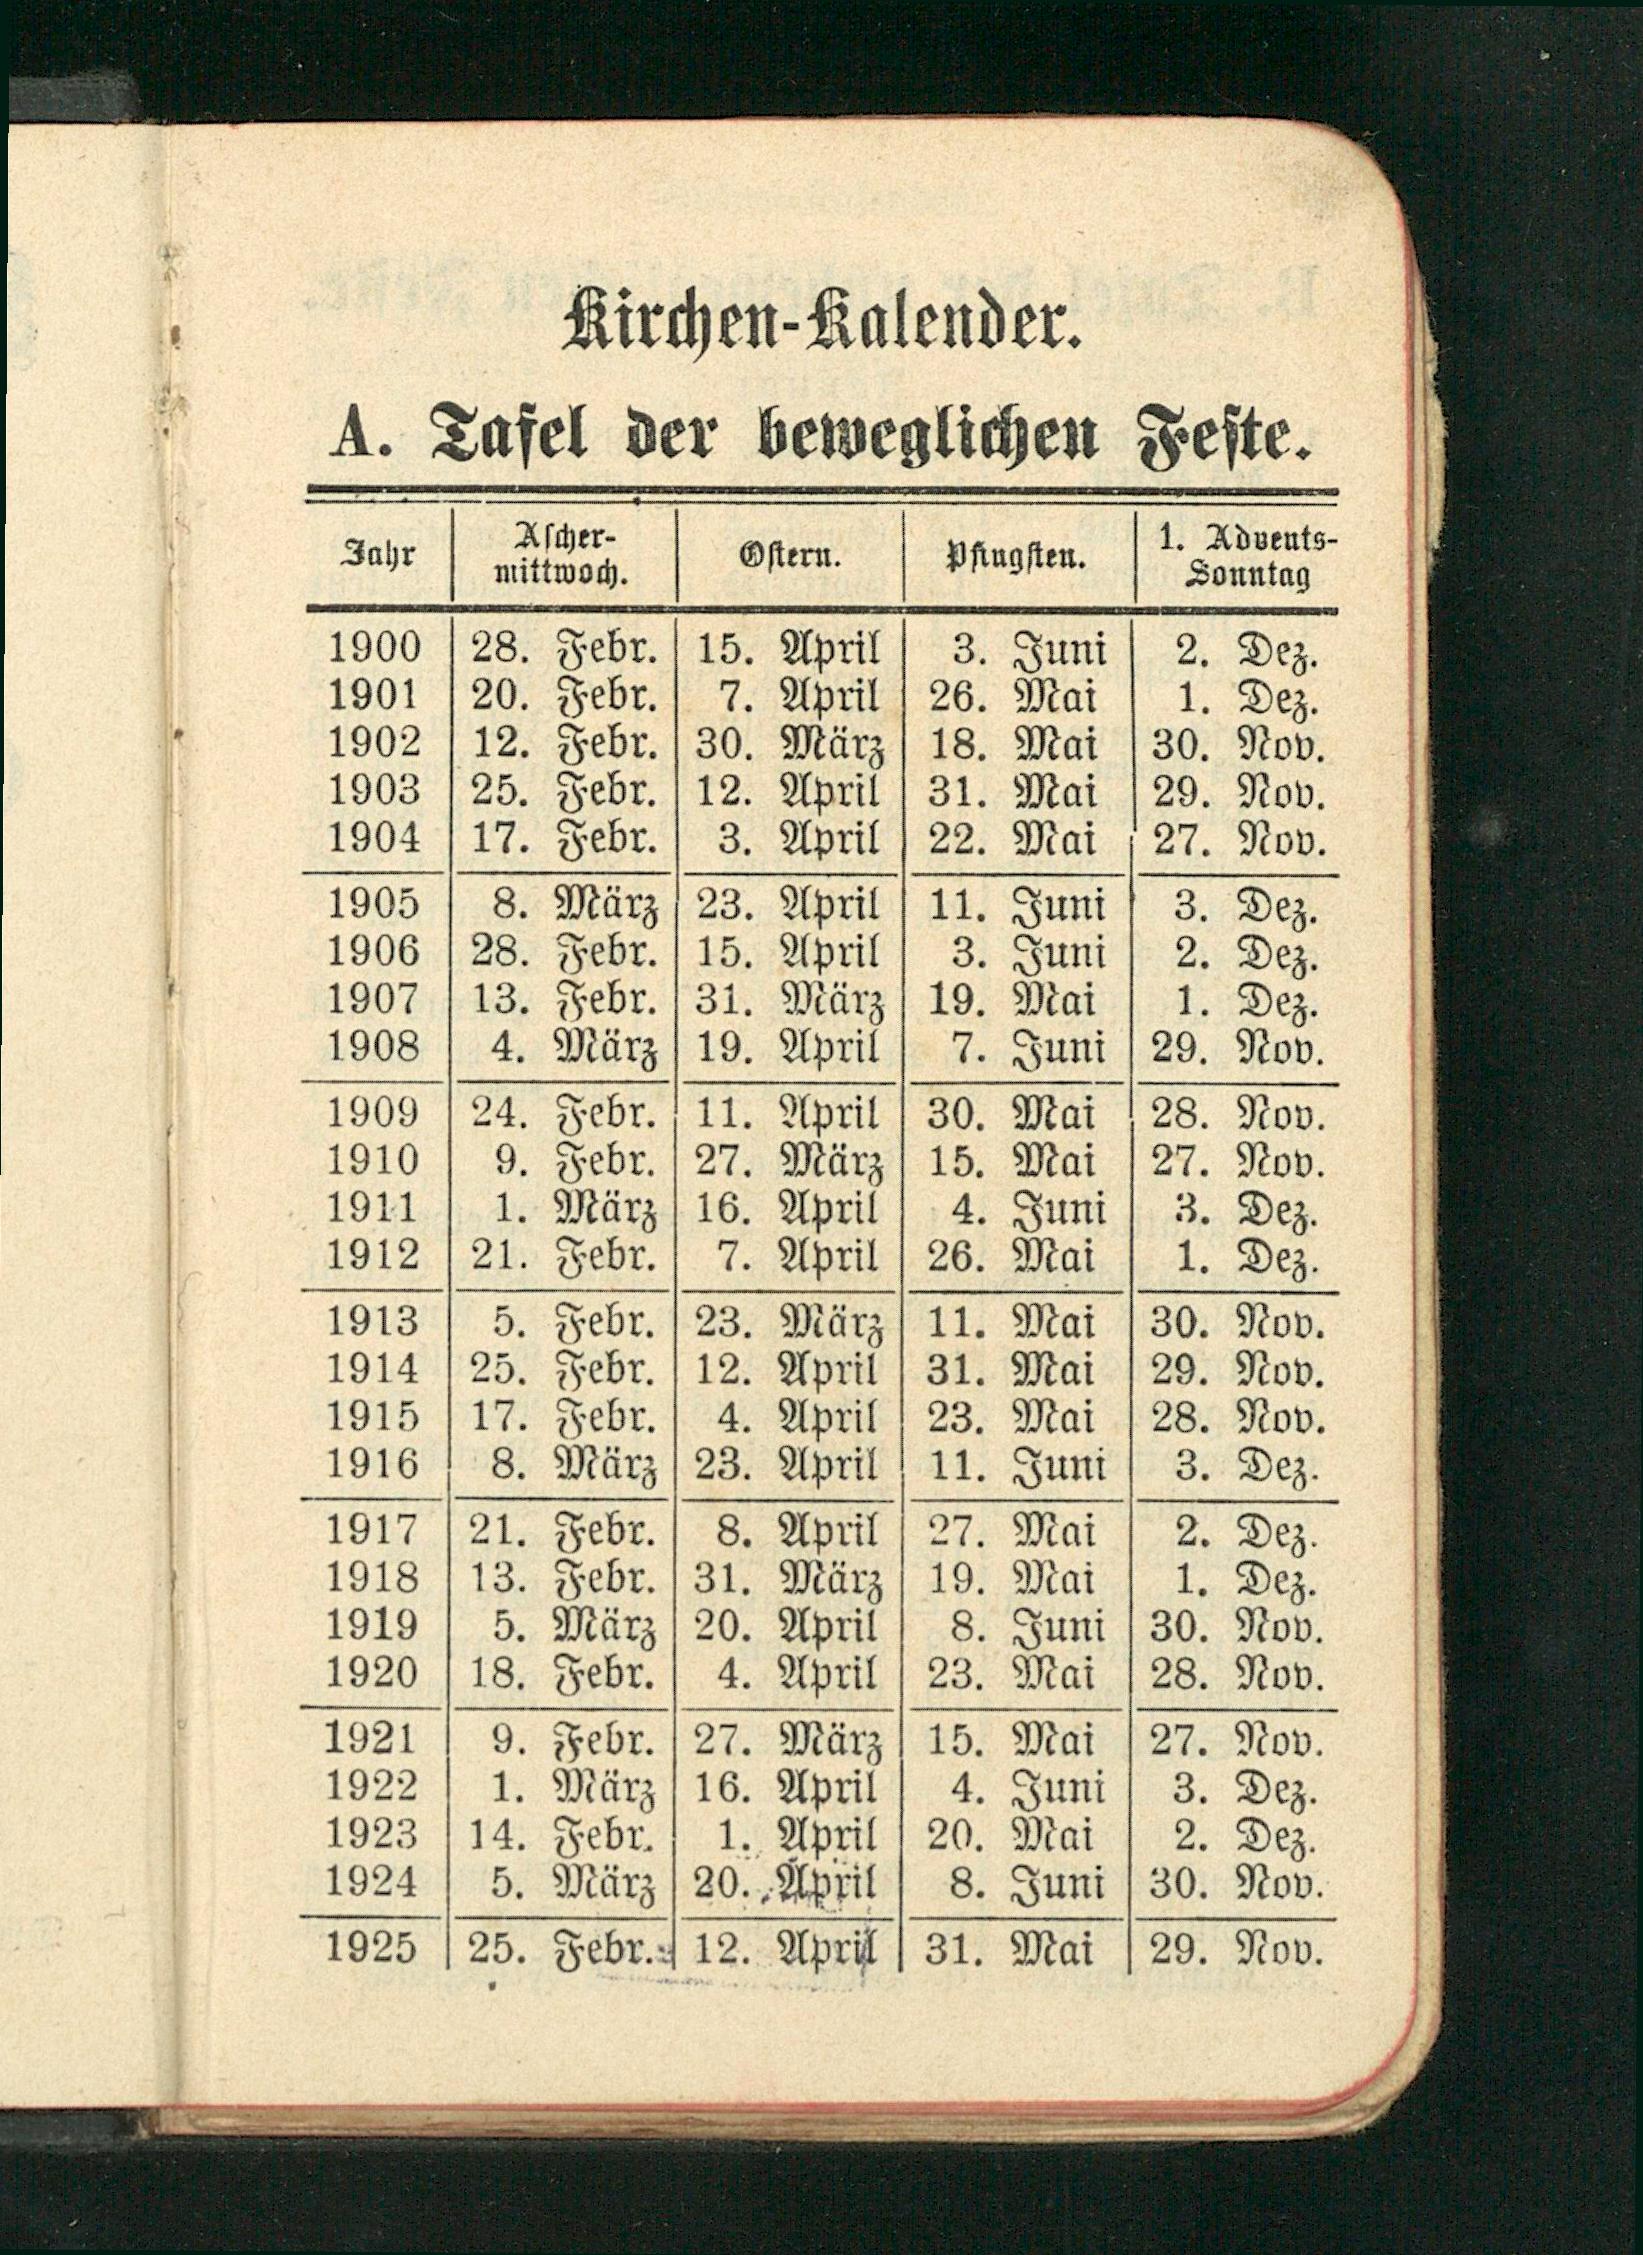 Kirchen-Kalender.
A. Tafel der beweglichen Feste.
Jahr | Ascher-mittwoch. | Ostern. | Pfingsten. | 1. Advents-Sonntag
1900 | 28. Febr. | 15. April | 3. Juni | 2. Dez.
1901 | 20. Febr. | 7. April | 26. Mai | 1. Dez.
1902 | 12. Febr. | 30. März | 18. Mai | 30. Nov.
1903 | 25. Febr. | 12. April | 31. Mai | 29. Nov.
1904 | 17. Febr. | 3. April | 22. Mai | 27. Nov.
1905 | 8. März | 23. April | 11. Juni | 3. Dez.
1906 | 28. Febr. | 15. April | 3. Juni | 2. Dez.
1907 | 13. Febr. | 31. März | 19. Mai | 1. Dez.
1908 | 4. März | 19. April | 7. Juni | 29. Nov.
1909 | 24. Febr. | 11. April | 30. Mai | 28. Nov.
1910 | 9. Febr. | 27. März | 15. Mai | 27. Nov.
1911 | 1. März | 16. April | 4. Juni | 3. Dez.
1912 | 21. Febr. | 7. April | 26. Mai | 1. Dez.
1913 | 5. Febr. | 23. März | 11. Mai | 30. Nov.
1914 | 25. Febr. | 12. April | 31. Mai | 29. Nov.
1915 | 17. Febr. | 4. April | 23. Mai | 28. Nov.
1916 | 8. März | 23. April | 11. Juni | 3. Dez.
1917 | 21. Febr. | 8. April | 27. Mai | 2. Dez.
1918 | 13. Febr. | 31. März | 19. Mai | 1. Dez.
1919 | 5. März | 20. April | 8. Juni | 30. Nov.
1920 | 18. Febr. | 4. April | 23. Mai | 28. Nov.
1921 | 9. Febr. | 27. März | 15. Mai | 27. Nov.
1922 | 1. März | 16. April | 4. Juni | 3. Dez.
1923 | 14. Febr. | 1. April | 20. Mai | 2. Dez.
1924 | 5. März | 20. April | 8. Juni | 30. Nov.
1925 | 25. Febr. | 12. April | 31. Mai | 29. Nov.